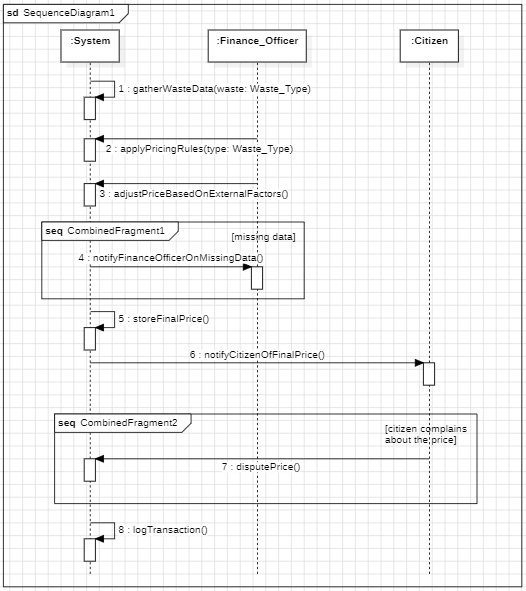 sd SequenceDiagram1
:System
:Finance_Officer
:Citizen
1 : gatherWasteData(waste: Waste_Type)
2 : applyPricingRules(type: Waste_Type)
3 : adjustPriceBasedOnExternalFactors()
seq CombinedFragment1
[missing data]
4 : notifyFinanceOfficerOnMissingData()
5 : storeFinalPrice()
6 : notifyCitizenOfFinalPrice()
seq CombinedFragment2
[citizen complains
about the price]
7 : disputePrice()
8 : logTransaction()